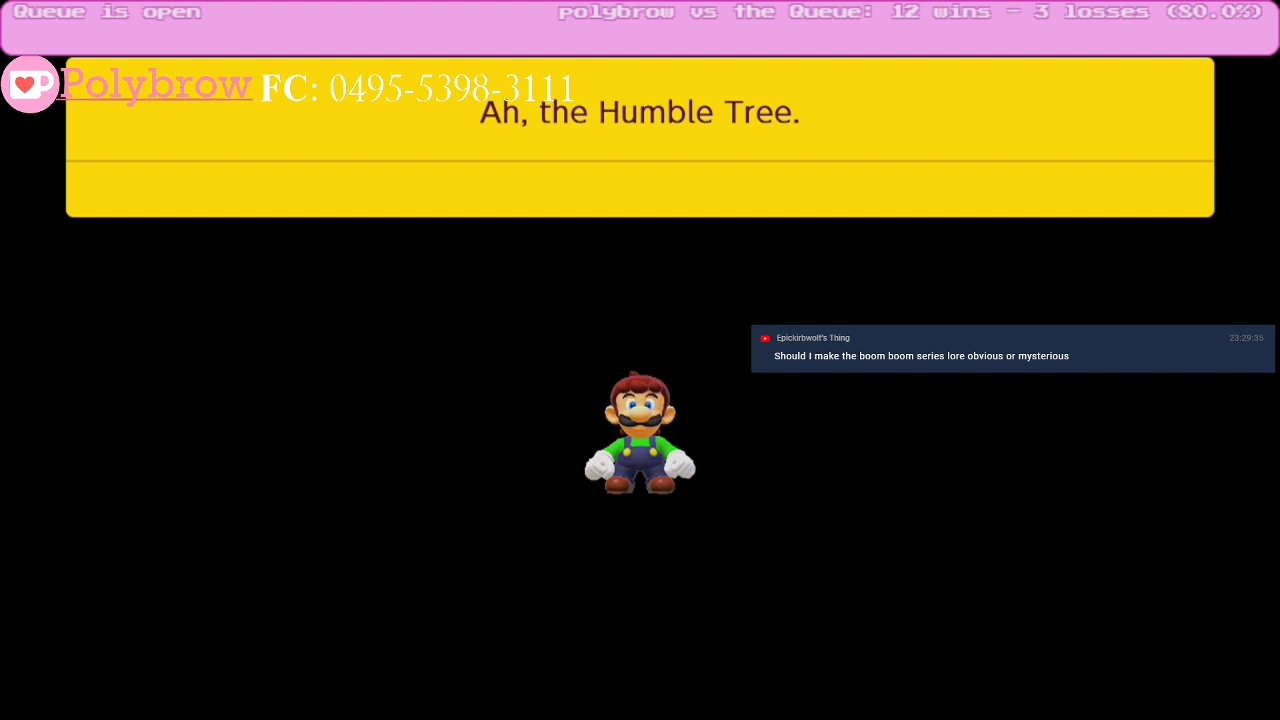 Queue is open
polybrow vs the Queue: 12 wins - 3 losses (80.0%)
Polybrow FC: 0495-5398-3111
Ah, the Humble Tree.
Epickirbwolf's Thing 23:29:35
Should I make the boom boom series lore obvious or mysterious